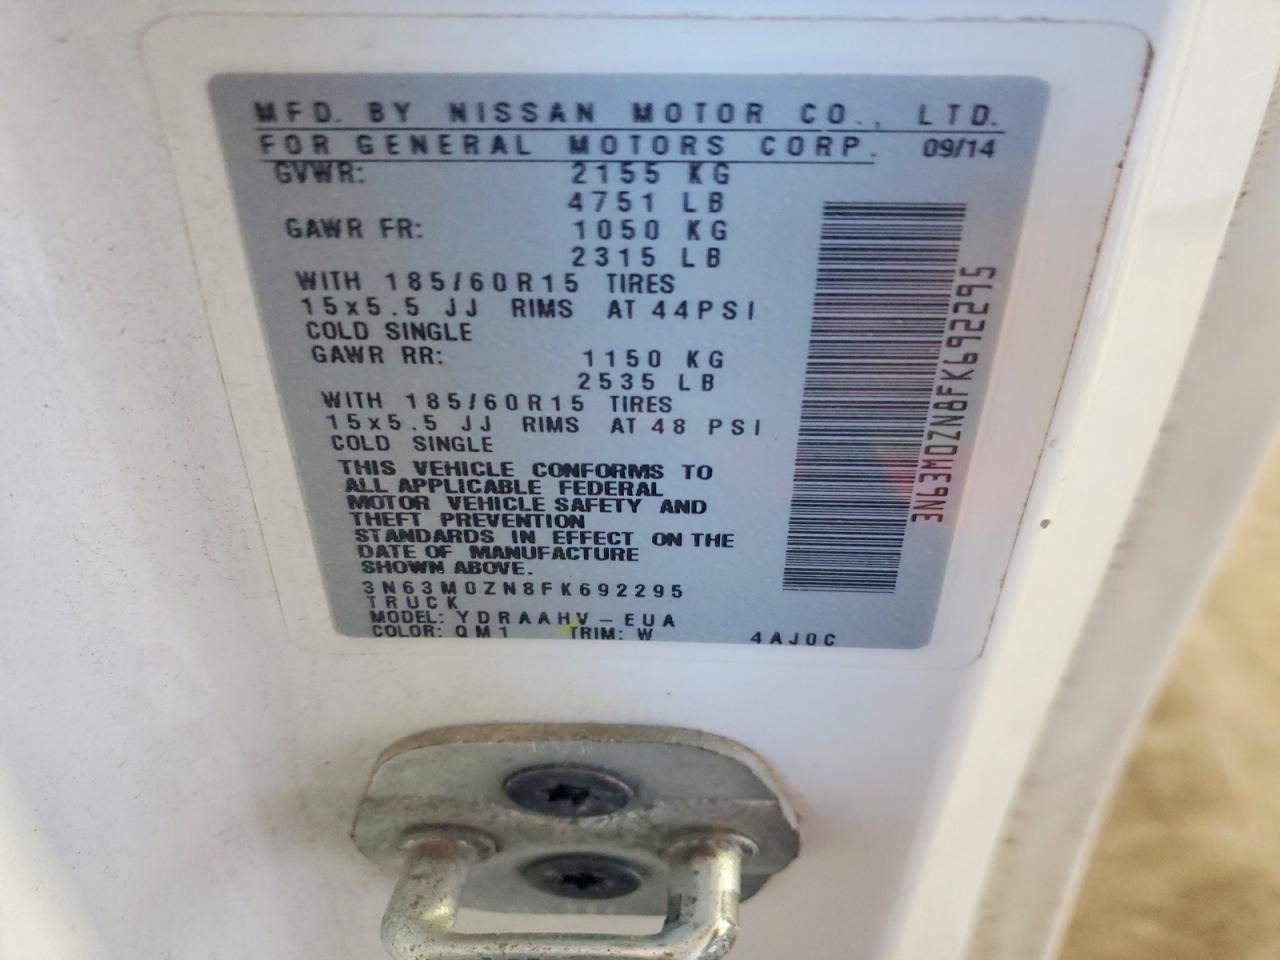 MFD. BY NISSAN MOTOR CO., LTD.
FOR GENERAL MOTORS CORP. 09/14
GVWR: 2155 KG
4751 LB
GAWR FR: 1050 KG
2315 LB
WITH 185/60R15 TIRES
15x5.5 JJ RIMS AT 44PSI
COLD SINGLE
GAWR RR: 1150 KG
2535 LB
WITH 185/60R15 TIRES
15x5.5 JJ RIMS AT 48 PSI
COLD SINGLE
THIS VEHICLE CONFORMS TO
ALL APPLICABLE FEDERAL
MOTOR VEHICLE SAFETY AND
THEFT PREVENTION
STANDARDS IN EFFECT ON THE
DATE OF MANUFACTURE
SHOWN ABOVE.
3N63M0ZN8FK692295
TRUCK
MODEL: YDRAAHV-EUA
COLOR: QM1 TRIM: W 4AJ0C
3N63M0ZN8FK692295